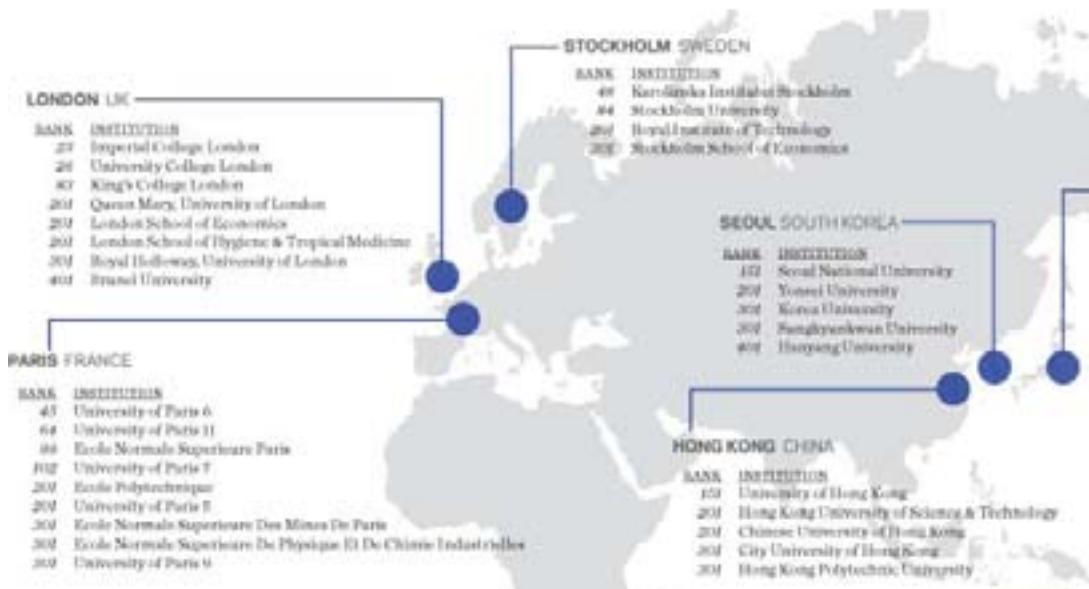 STOCKHOLM SWEDEN
RANK INSTITUTION
Karolinska Institute Stockholm
Stockholm University
201 Royal Institute of Technology
Stockholm School of Economics
LONDON UK
RANK INSTITUTION
23 Imperial College London
26 University College London
King's College London
201 Queen Mary, University of London
201 London School of Economics
201 London School of Hygiene & Tropical Medicine
301 Royal Holloway, University of London
401 Brunel University
SEOUL SOUTH KOREA
RANK INSTITUTION
151 Seoul National University
201 Yonsei University
301 Korea University
301 Sungkyunkwan University
401 Hanyang University
PARIS FRANCE
RANK INSTITUTION
45 University of Paris 6
64 University of Paris 11
Ecole Normale Superieure Paris
102 University of Paris 7
201 Ecole Polytechnique
201 University of Paris 5
301 Ecole Normale Superieure Des Mines De Paris
301 Ecole Normale Superieure De Physique Et De Chimie Industrielles
301 University of Paris 9
HONG KONG CHINA
RANK INSTITUTION
151 University of Hong Kong
201 Hong Kong University of Science & Technology
201 Chinese University of Hong Kong
301 City University of Hong Kong
301 Hong Kong Polytechnic University